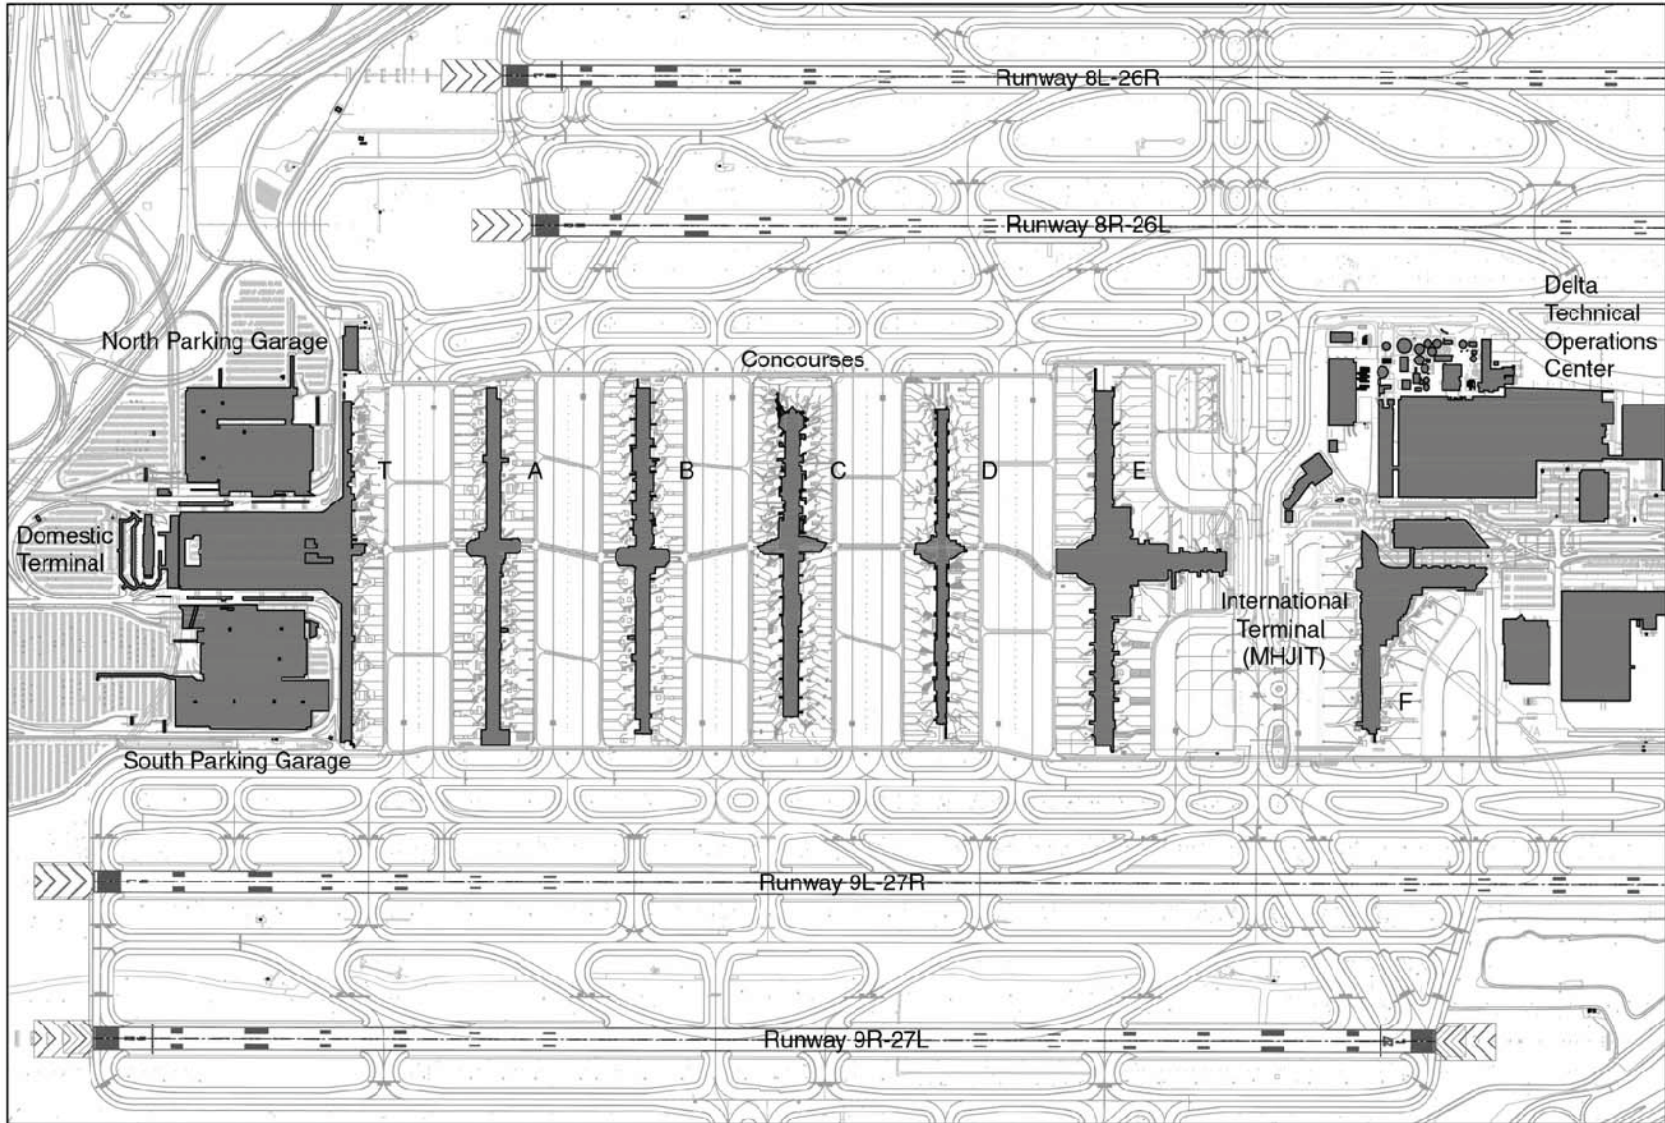 Runway 8L-26R
Runway 8R-26L
Delta
Technical
Operations
Center
North Parking Garage
Concourses
T
A
B
C
D
E
Domestic
Terminal
International
Terminal
(MHJIT)
F
South Parking Garage
Runway 9L-27R
Runway 9R-27L